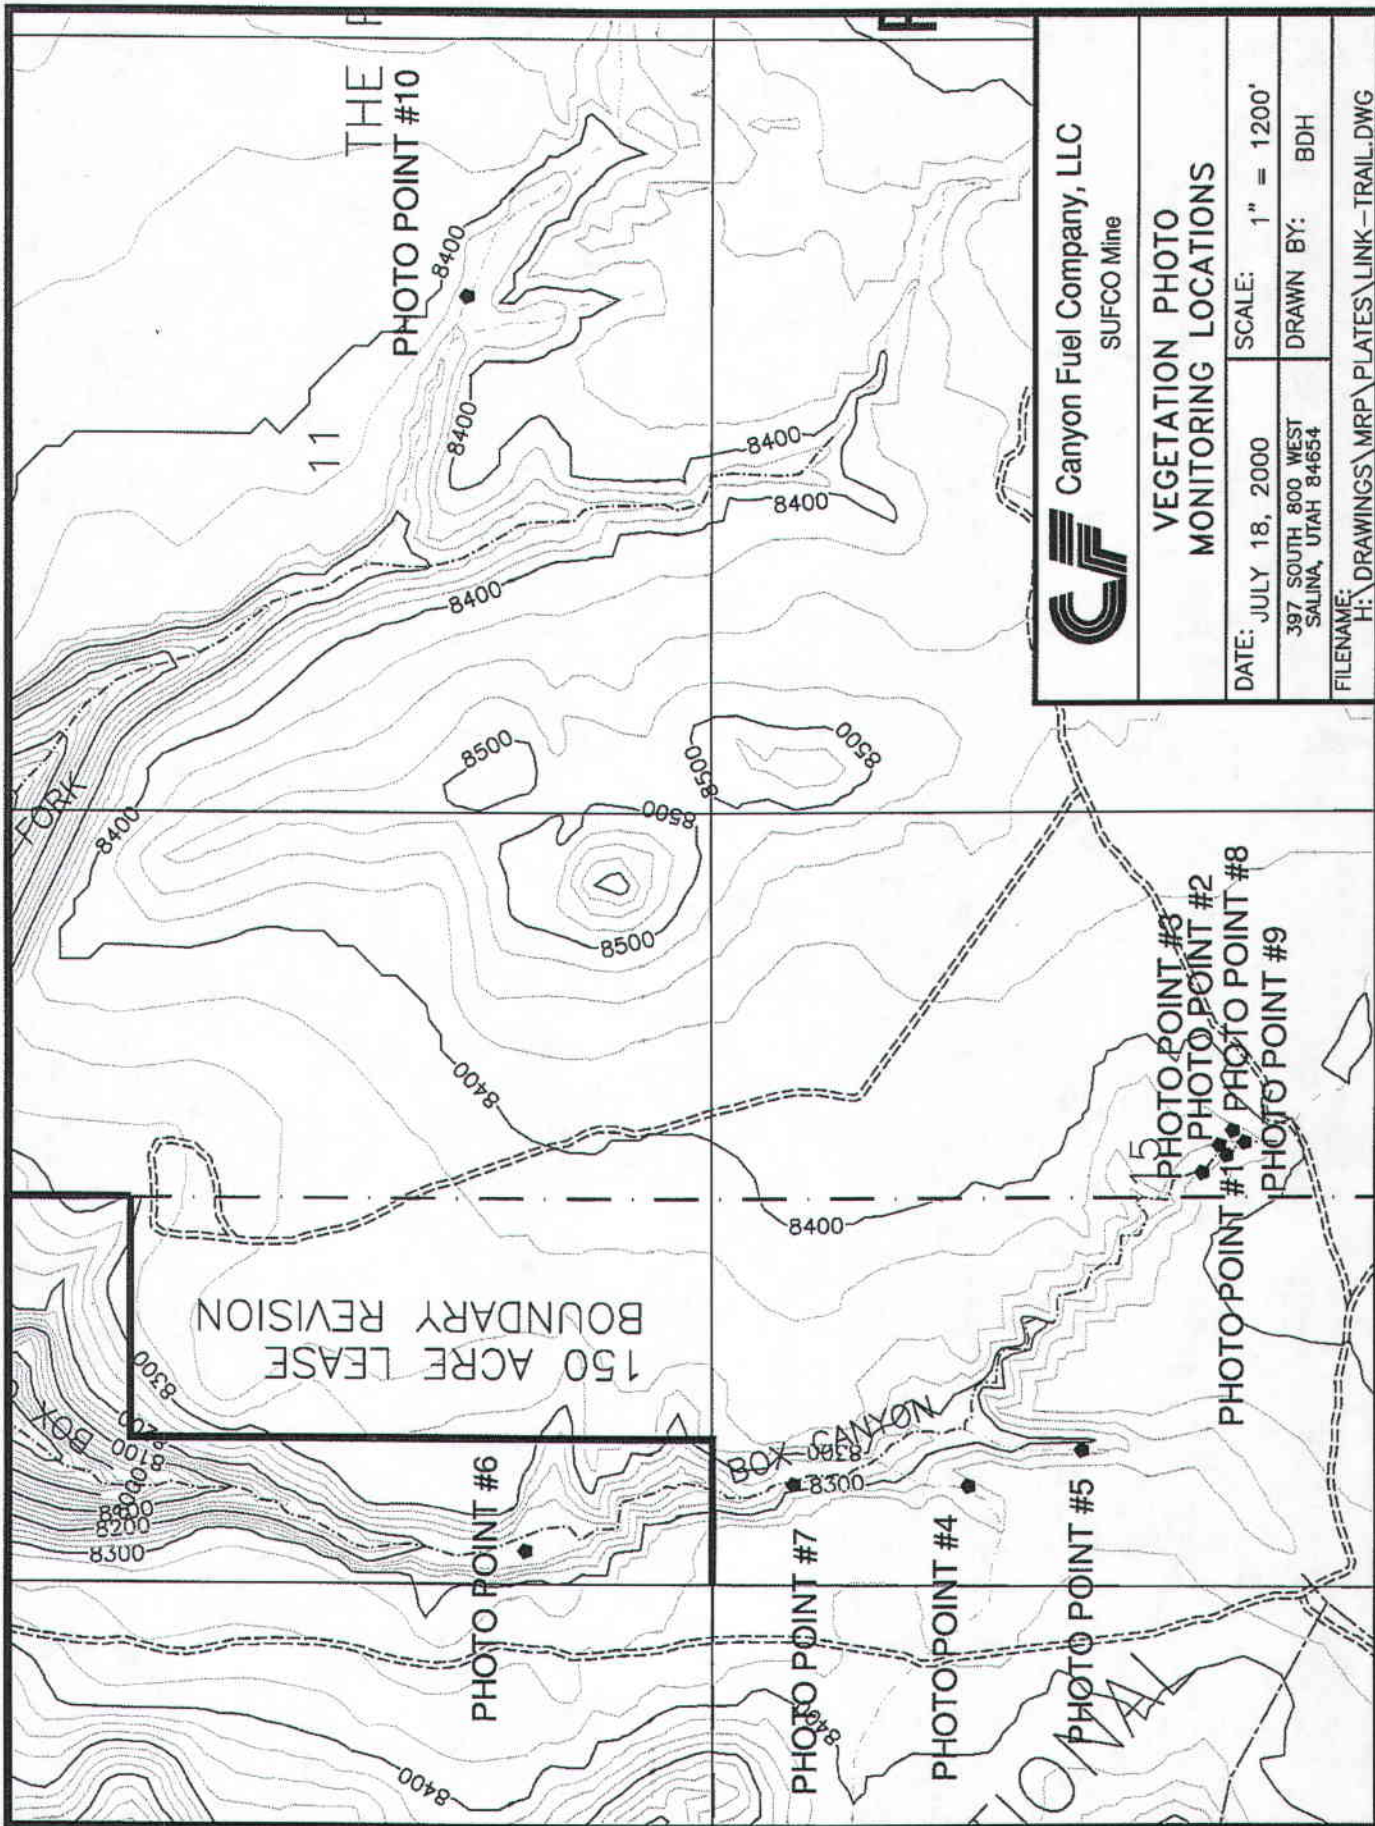 THE
PHOTO POINT #10
8400
11
8400
8400
8400
8400
FORK
8400
8500
8500
8500
8500
8500
8400
8400
150 ACRE LEASE
BOUNDARY REVISION
BOX
8300
8100
8200
8300
PHOTO POINT #6
BOX CANYON
8300
8300
PHOTO POINT #7
PHOTO POINT #4
PHOTO POINT #5
PHOTO POINT #3
PHOTO POINT #2
PHOTO POINT #8
PHOTO POINT #9
PHOTO POINT #1
15
8400
8400
TIONAL
Canyon Fuel Company, LLC
SUFCO Mine
VEGETATION PHOTO
MONITORING LOCATIONS
DATE: JULY 18, 2000
SCALE: 1" = 1200'
397 SOUTH 800 WEST
SALINA, UTAH 84654
DRAWN BY: BDH
FILENAME:
H:\DRAWINGS\MRP\PLATES\LINK-TRAIL.DWG